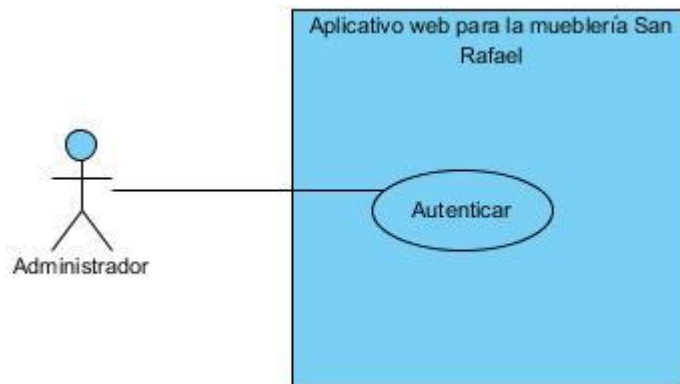 Aplicativo web para la mueblería San
Rafael
Autenticar
Administrador